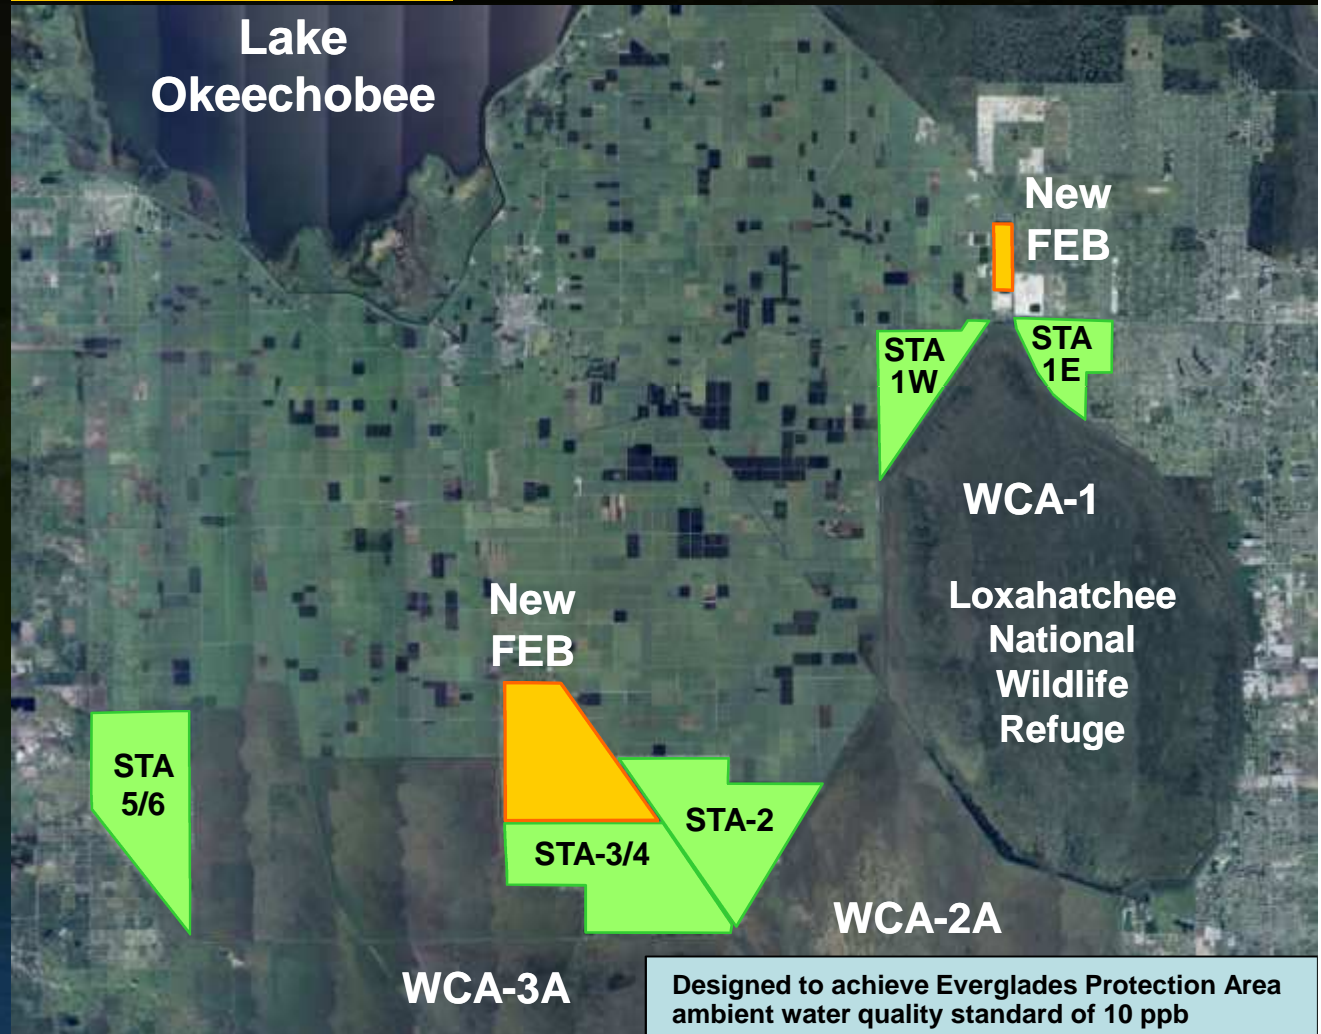 Lake
Okeechobee
New
FEB
STA
1W
STA
1E
WCA-1
Loxahatchee
National
Wildlife
Refuge
New
FEB
STA
5/6
STA-2
STA-3/4
WCA-2A
WCA-3A
Designed to achieve Everglades Protection Area
ambient water quality standard of 10 ppb